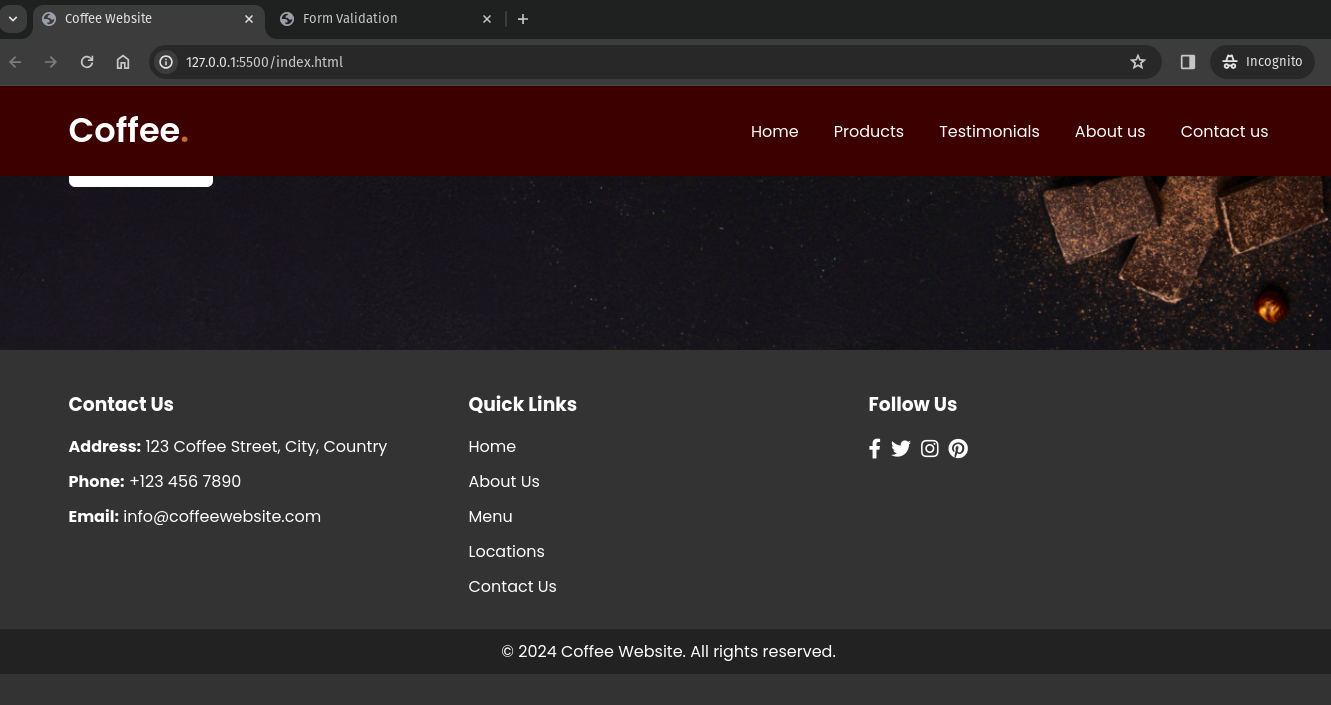 Coffee Website
Form Validation
127.0.0.1:5500/index.html
Incognito
Coffee.
Home Products Testimonials About us Contact us
Contact Us
Address: 123 Coffee Street, City, Country
Phone: +123 456 7890
Email: info@coffeewebsite.com
Quick Links
Home
About Us
Menu
Locations
Contact Us
Follow Us
© 2024 Coffee Website. All rights reserved.